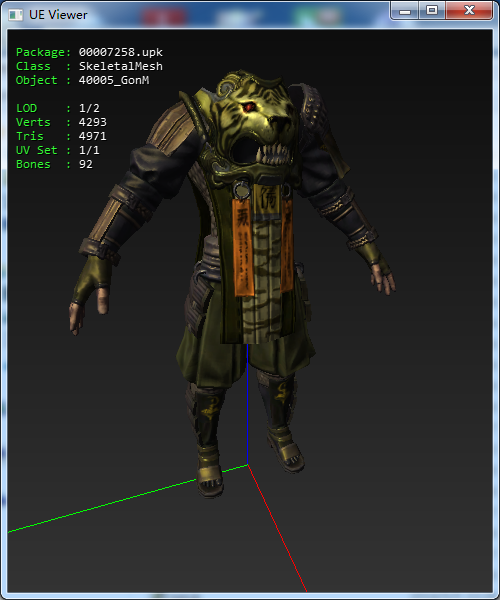 UE Viewer
Package: 00007258.upk
Class : SkeletalMesh
Object : 40005_GonM
LOD : 1/2
Verts : 4293
Tris : 4971
UV Set : 1/1
Bones : 92